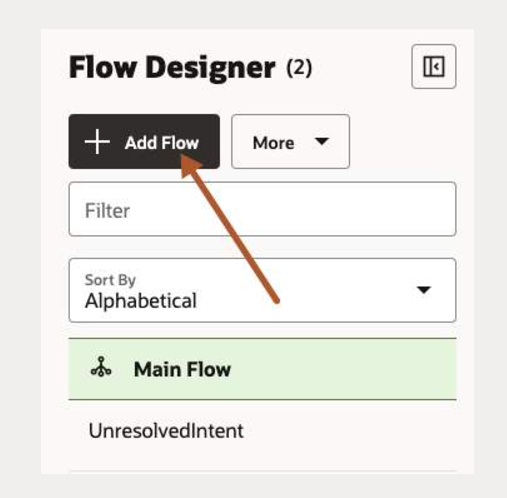 Flow Designer (2)
Add Flow More
Filter
Sort By
Alphabetical
Main Flow
UnresolvedIntent